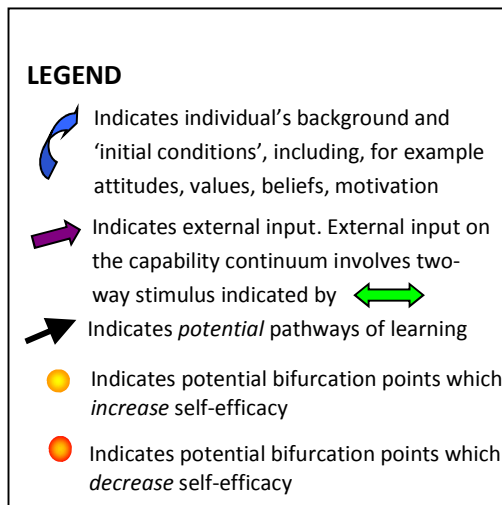 LEGEND
Indicates individual’s background and
‘initial conditions’, including, for example
attitudes, values, beliefs, motivation
Indicates external input. External input on
the capability continuum involves two-
way stimulus indicated by
Indicates potential pathways of learning
Indicates potential bifurcation points which
increase self-efficacy
Indicates potential bifurcation points which
decrease self-efficacy